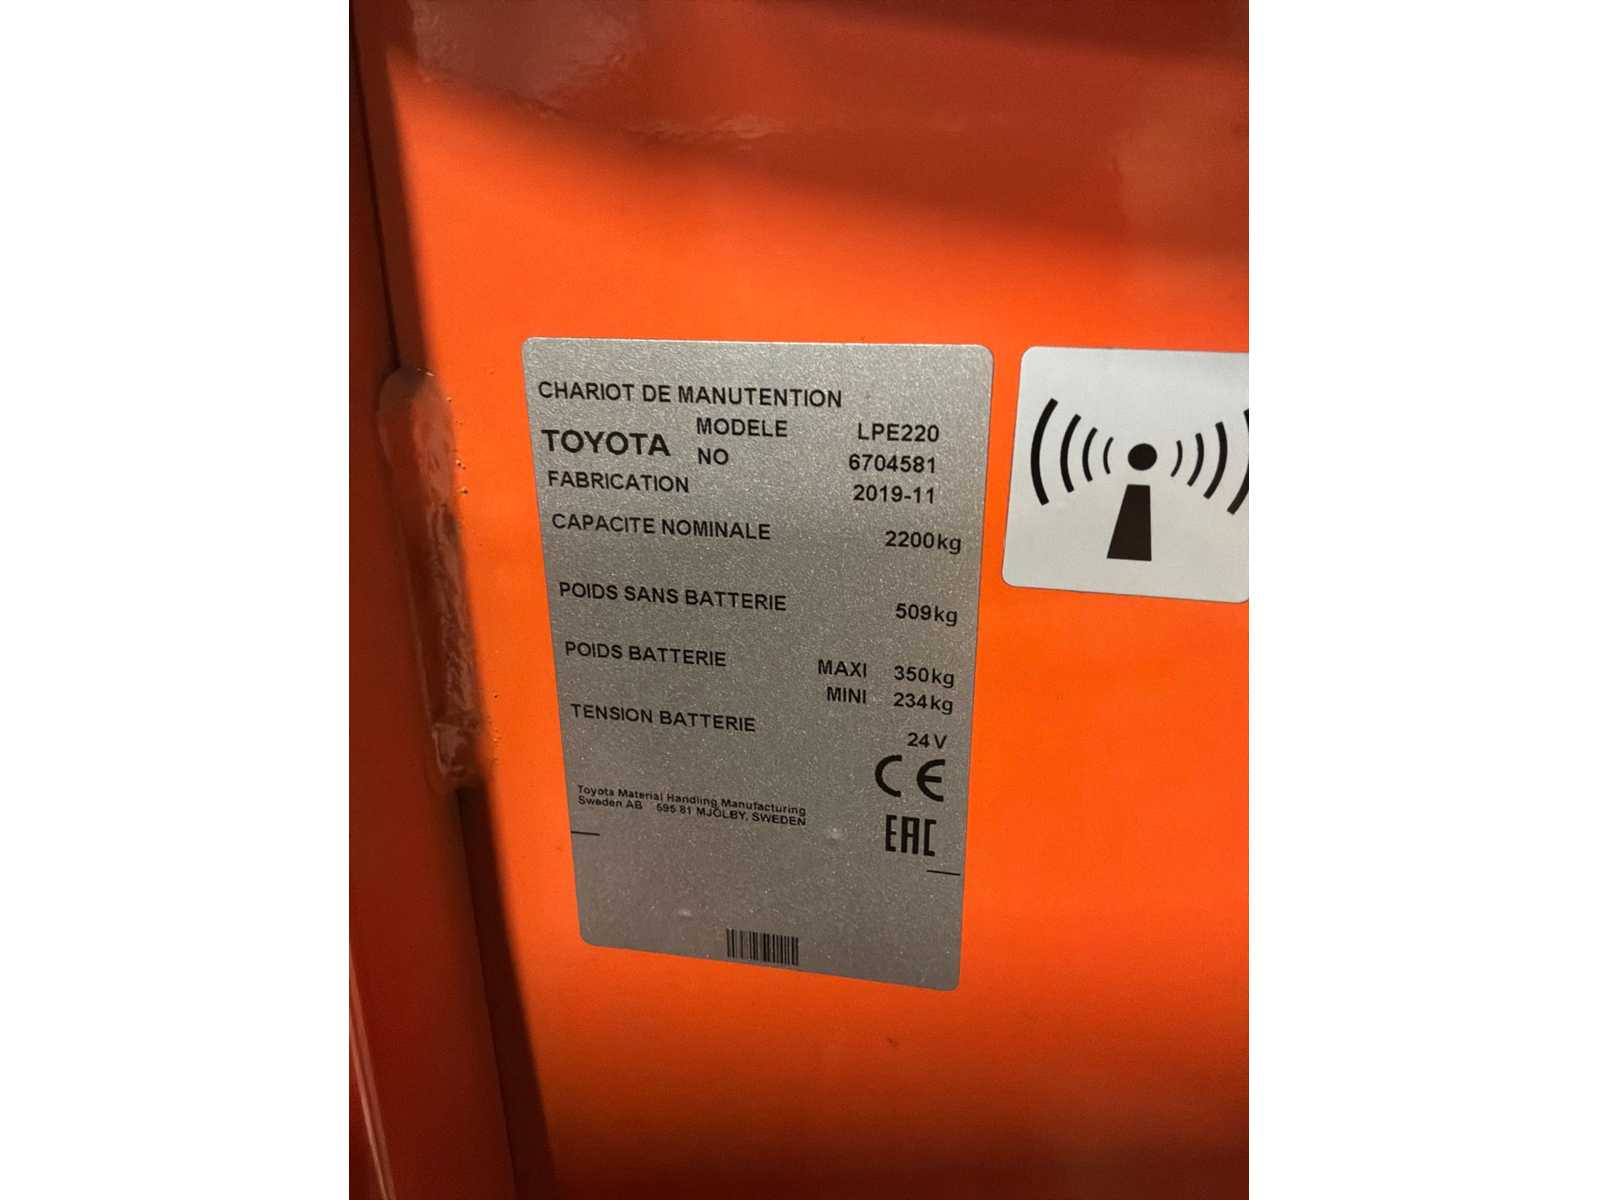 CHARIOT DE MANUTENTION
TOYOTA MODELE LPE220
NO 6704581
FABRICATION 2019-11
CAPACITE NOMINALE 2200kg
POIDS SANS BATTERIE 509kg
POIDS BATTERIE MAXI 350kg
MINI 234kg
TENSION BATTERIE 24V
CE
Toyota Material Handling Manufacturing
Sweden AB 595 81 MJÖLBY, SWEDEN
EAC